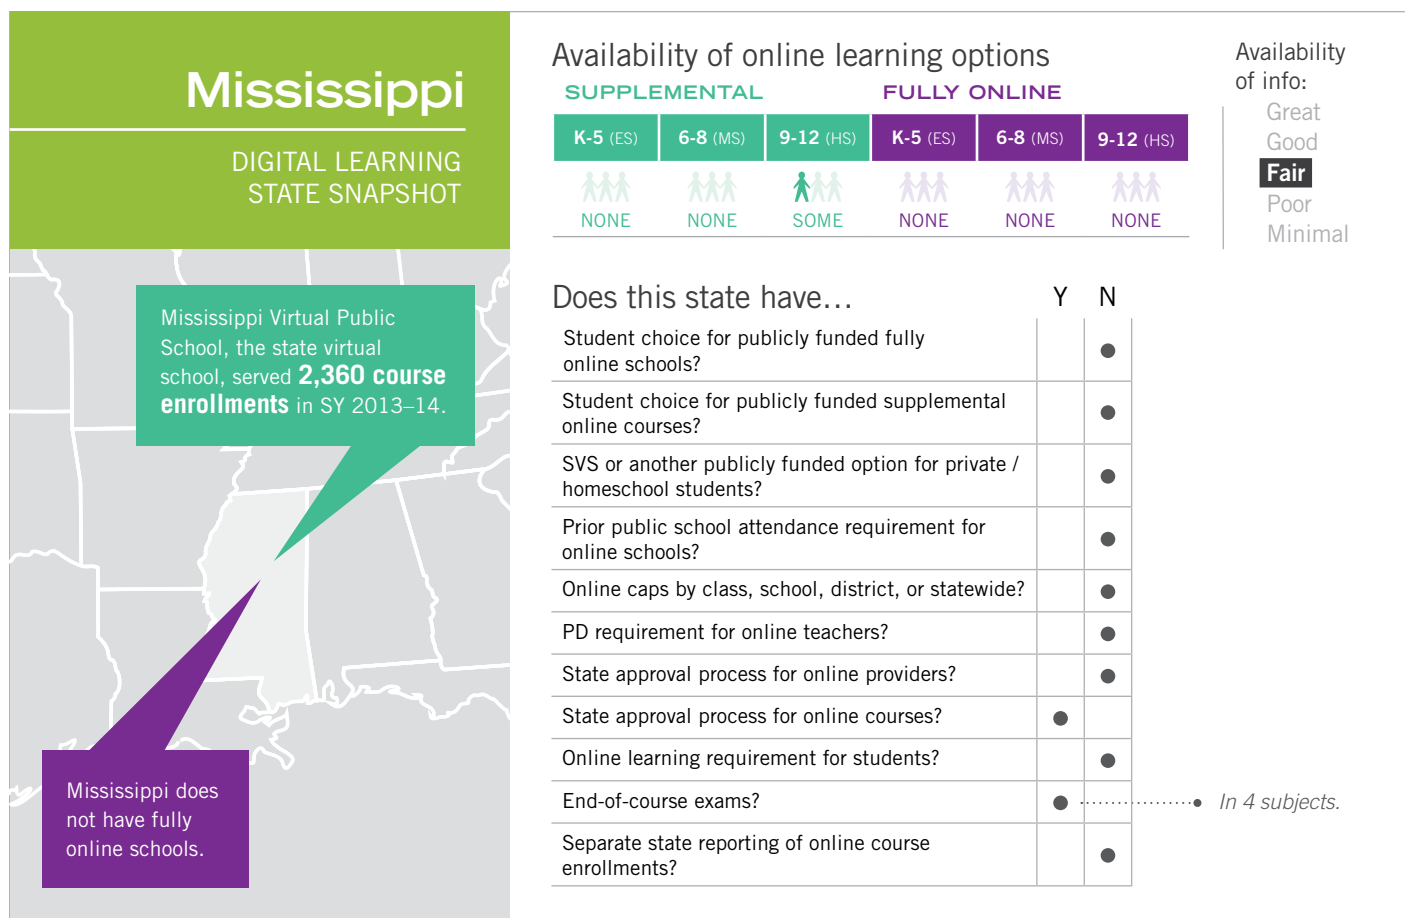 Mississippi
DIGITAL LEARNING
STATE SNAPSHOT
Mississippi Virtual Public
School, the state virtual
school, served 2,360 course
enrollments in SY 2013–14.
Mississippi does
not have fully
online schools.
Availability of online learning options
SUPPLEMENTAL FULLY ONLINE
K-5 (ES) 6-8 (MS) 9-12 (HS) K-5 (ES) 6-8 (MS) 9-12 (HS)
NONE NONE SOME NONE NONE NONE
Availability
of info:
Great
Good
Fair
Poor
Minimal
Does this state have... Y N
Student choice for publicly funded fully
online schools?
Student choice for publicly funded supplemental
online courses?
SVS or another publicly funded option for private /
homeschool students?
Prior public school attendance requirement for
online schools?
Online caps by class, school, district, or statewide?
PD requirement for online teachers?
State approval process for online providers?
State approval process for online courses?
Online learning requirement for students?
End-of-course exams? In 4 subjects.
Separate state reporting of online course
enrollments?